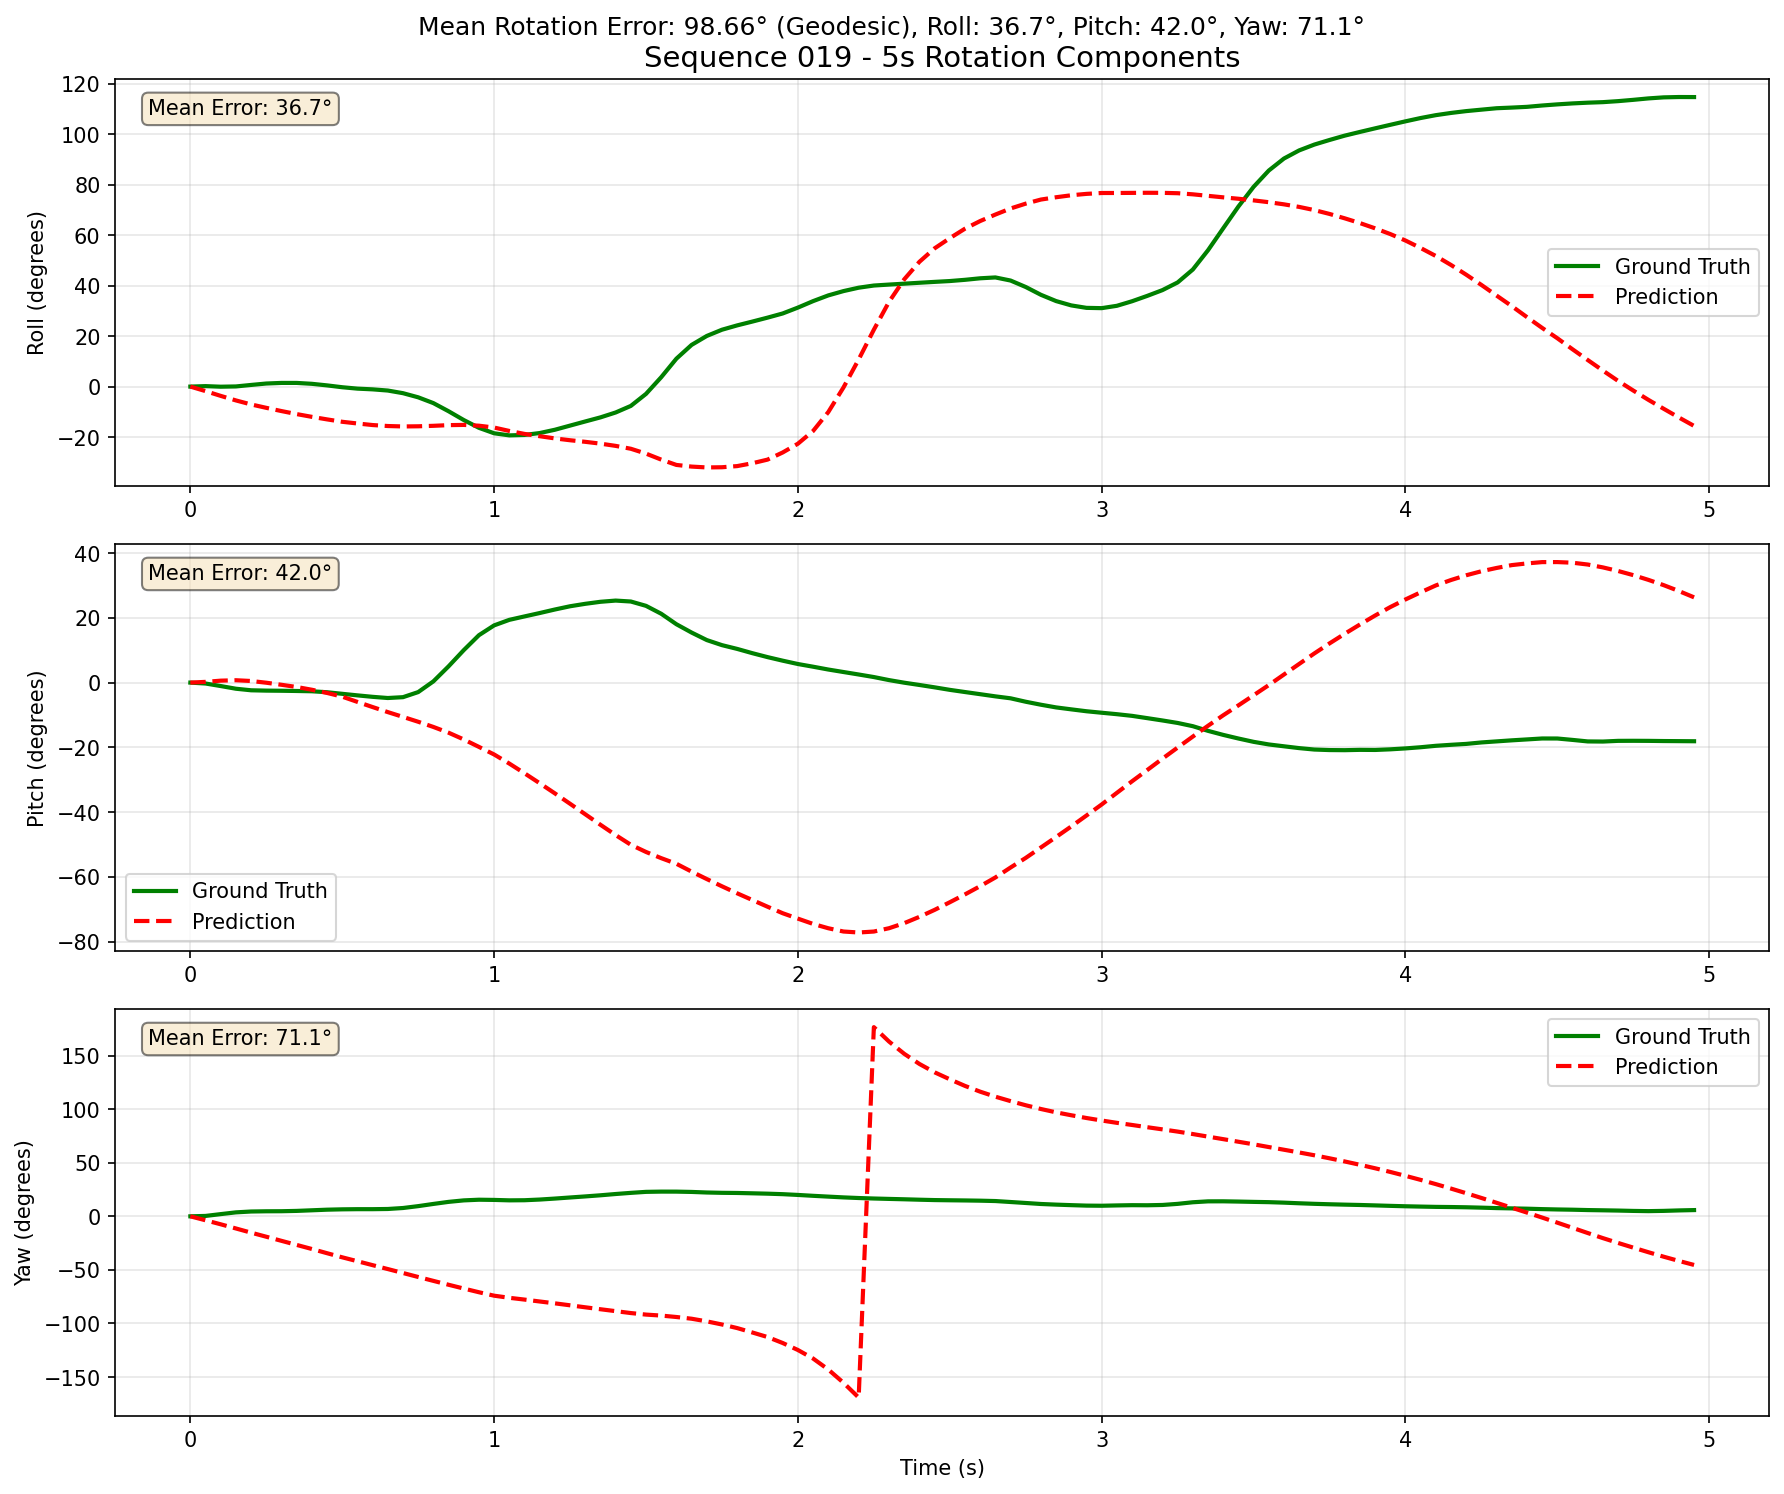 Mean Rotation Error: 98.66° (Geodesic), Roll: 36.7°, Pitch: 42.0°, Yaw: 71.1°
Sequence 019 - 5s Rotation Components
Mean Error: 36.7°
Roll (degrees)
120
100
80
60
40
20
0
−20
Ground Truth
Prediction
0 1 2 3 4 5
Mean Error: 42.0°
Pitch (degrees)
40
20
0
−20
−40
−60
−80
Ground Truth
Prediction
0 1 2 3 4 5
Mean Error: 71.1°
Yaw (degrees)
150
100
50
0
−50
−100
−150
Ground Truth
Prediction
0 1 2 3 4 5
Time (s)